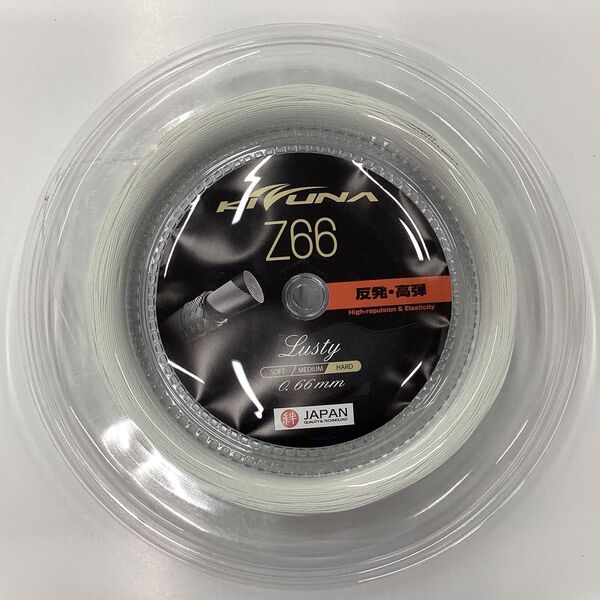 KIZUNA
Z66
反発・高弾
High-repulsion & Elasticity
Lusty
SOFT / MEDIUM / HARD
0.66mm
絆 JAPAN
QUALITY & TECHNOLOGY